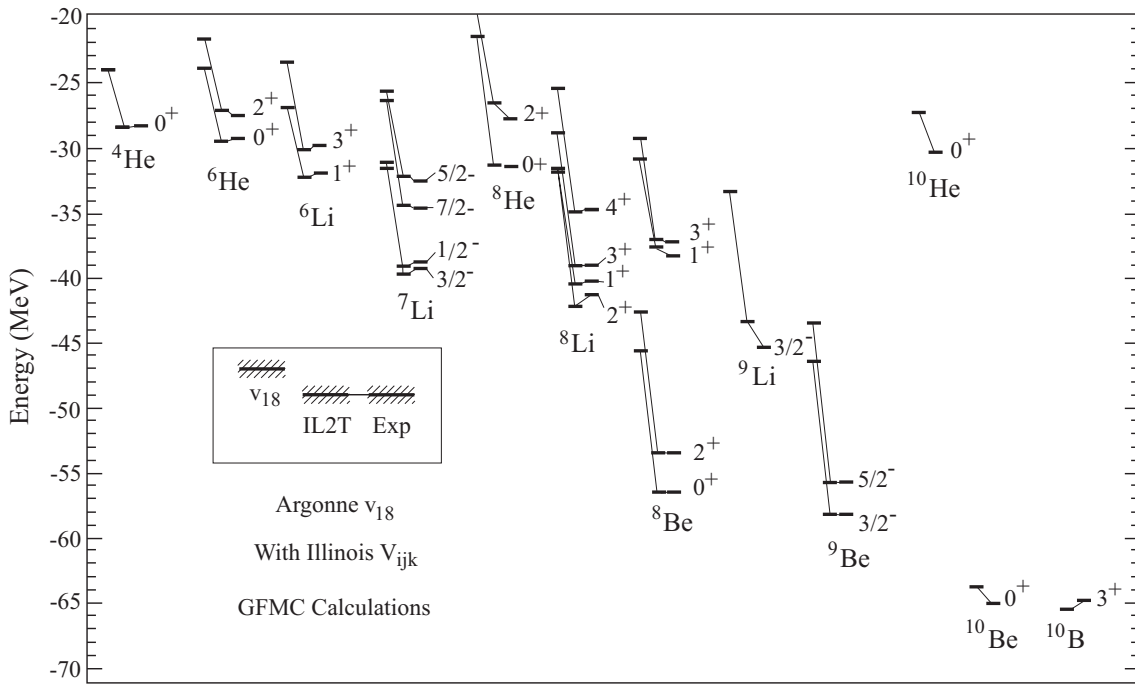 -20
-25
-30
-35
-40
-45
-50
-55
-60
-65
-70
Energy (MeV)
0⁺
⁴He
2⁺
0⁺
⁶He
3⁺
1⁺
⁶Li
5/2-
7/2-
1/2⁻
3/2⁻
⁷Li
2+
0+
⁸He
4⁺
3⁺
1⁺
2⁺
⁸Li
3⁺
1⁺
2⁺
0⁺
⁸Be
3/2⁻
⁹Li
5/2⁻
3/2⁻
⁹Be
0⁺
¹⁰He
0⁺
¹⁰Be
3⁺
¹⁰B
v₁₈
IL2T Exp
Argonne v₁₈
With Illinois Vᵢⱼₖ
GFMC Calculations